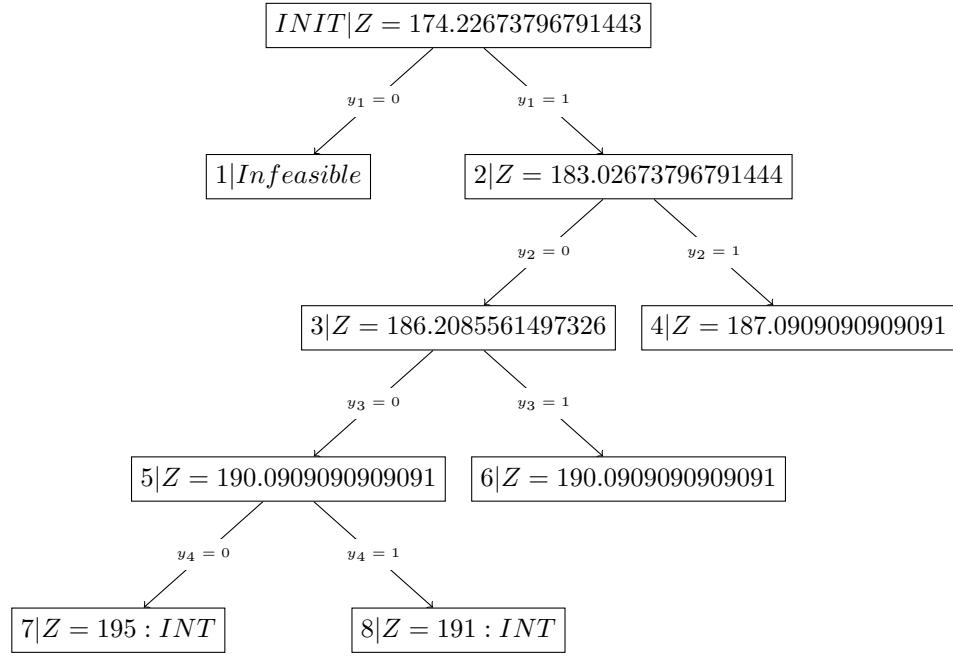 INIT|Z = 174.22673796791443
y1 = 0
y1 = 1
1|Infeasible
2|Z = 183.02673796791444
y2 = 0
y2 = 1
3|Z = 186.2085561497326
4|Z = 187.0909090909091
y3 = 0
y3 = 1
5|Z = 190.0909090909091
6|Z = 190.0909090909091
y4 = 0
y4 = 1
7|Z = 195 : INT
8|Z = 191 : INT